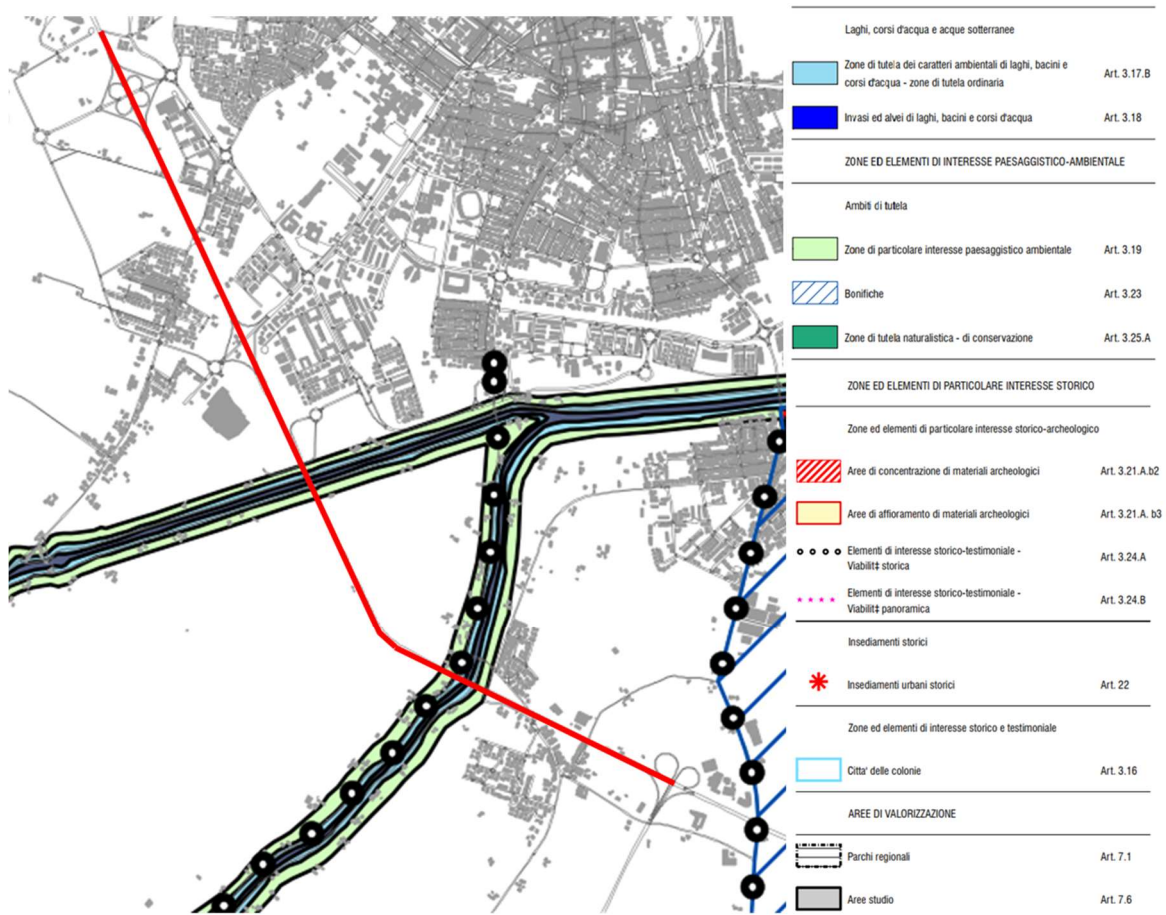 Laghi, corsi d'acqua e acque sotterranee
Zone di tutela dei caratteri ambientali di laghi, bacini e
corsi d'acqua - zone di tutela ordinaria
Art. 3.17.B
Invasi ed alvei di laghi, bacini e corsi d'acqua
Art. 3.18
ZONE ED ELEMENTI DI INTERESSE PAESAGGISTICO-AMBIENTALE
Ambiti di tutela
Zone di particolare interesse paesaggistico ambientale
Art. 3.19
Bonifiche
Art. 3.23
Zone di tutela naturalistica - di conservazione
Art. 3.25.A
ZONE ED ELEMENTI DI PARTICOLARE INTERESSE STORICO
Zone ed elementi di particolare interesse storico-archeologico
Aree di concentrazione di materiali archeologici
Art. 3.21.A.b2
Aree di affioramento di materiali archeologici
Art. 3.21.A. b3
Elementi di interesse storico-testimoniale -
Viabilit‡ storica
Art. 3.24.A
Elementi di interesse storico-testimoniale -
Viabilit‡ panoramica
Art. 3.24.B
Insediamenti storici
Insediamenti urbani storici
Art. 22
Zone ed elementi di interesse storico e testimoniale
Citta' delle colonie
Art. 3.16
AREE DI VALORIZZAZIONE
Parchi regionali
Art. 7.1
Aree studio
Art. 7.6